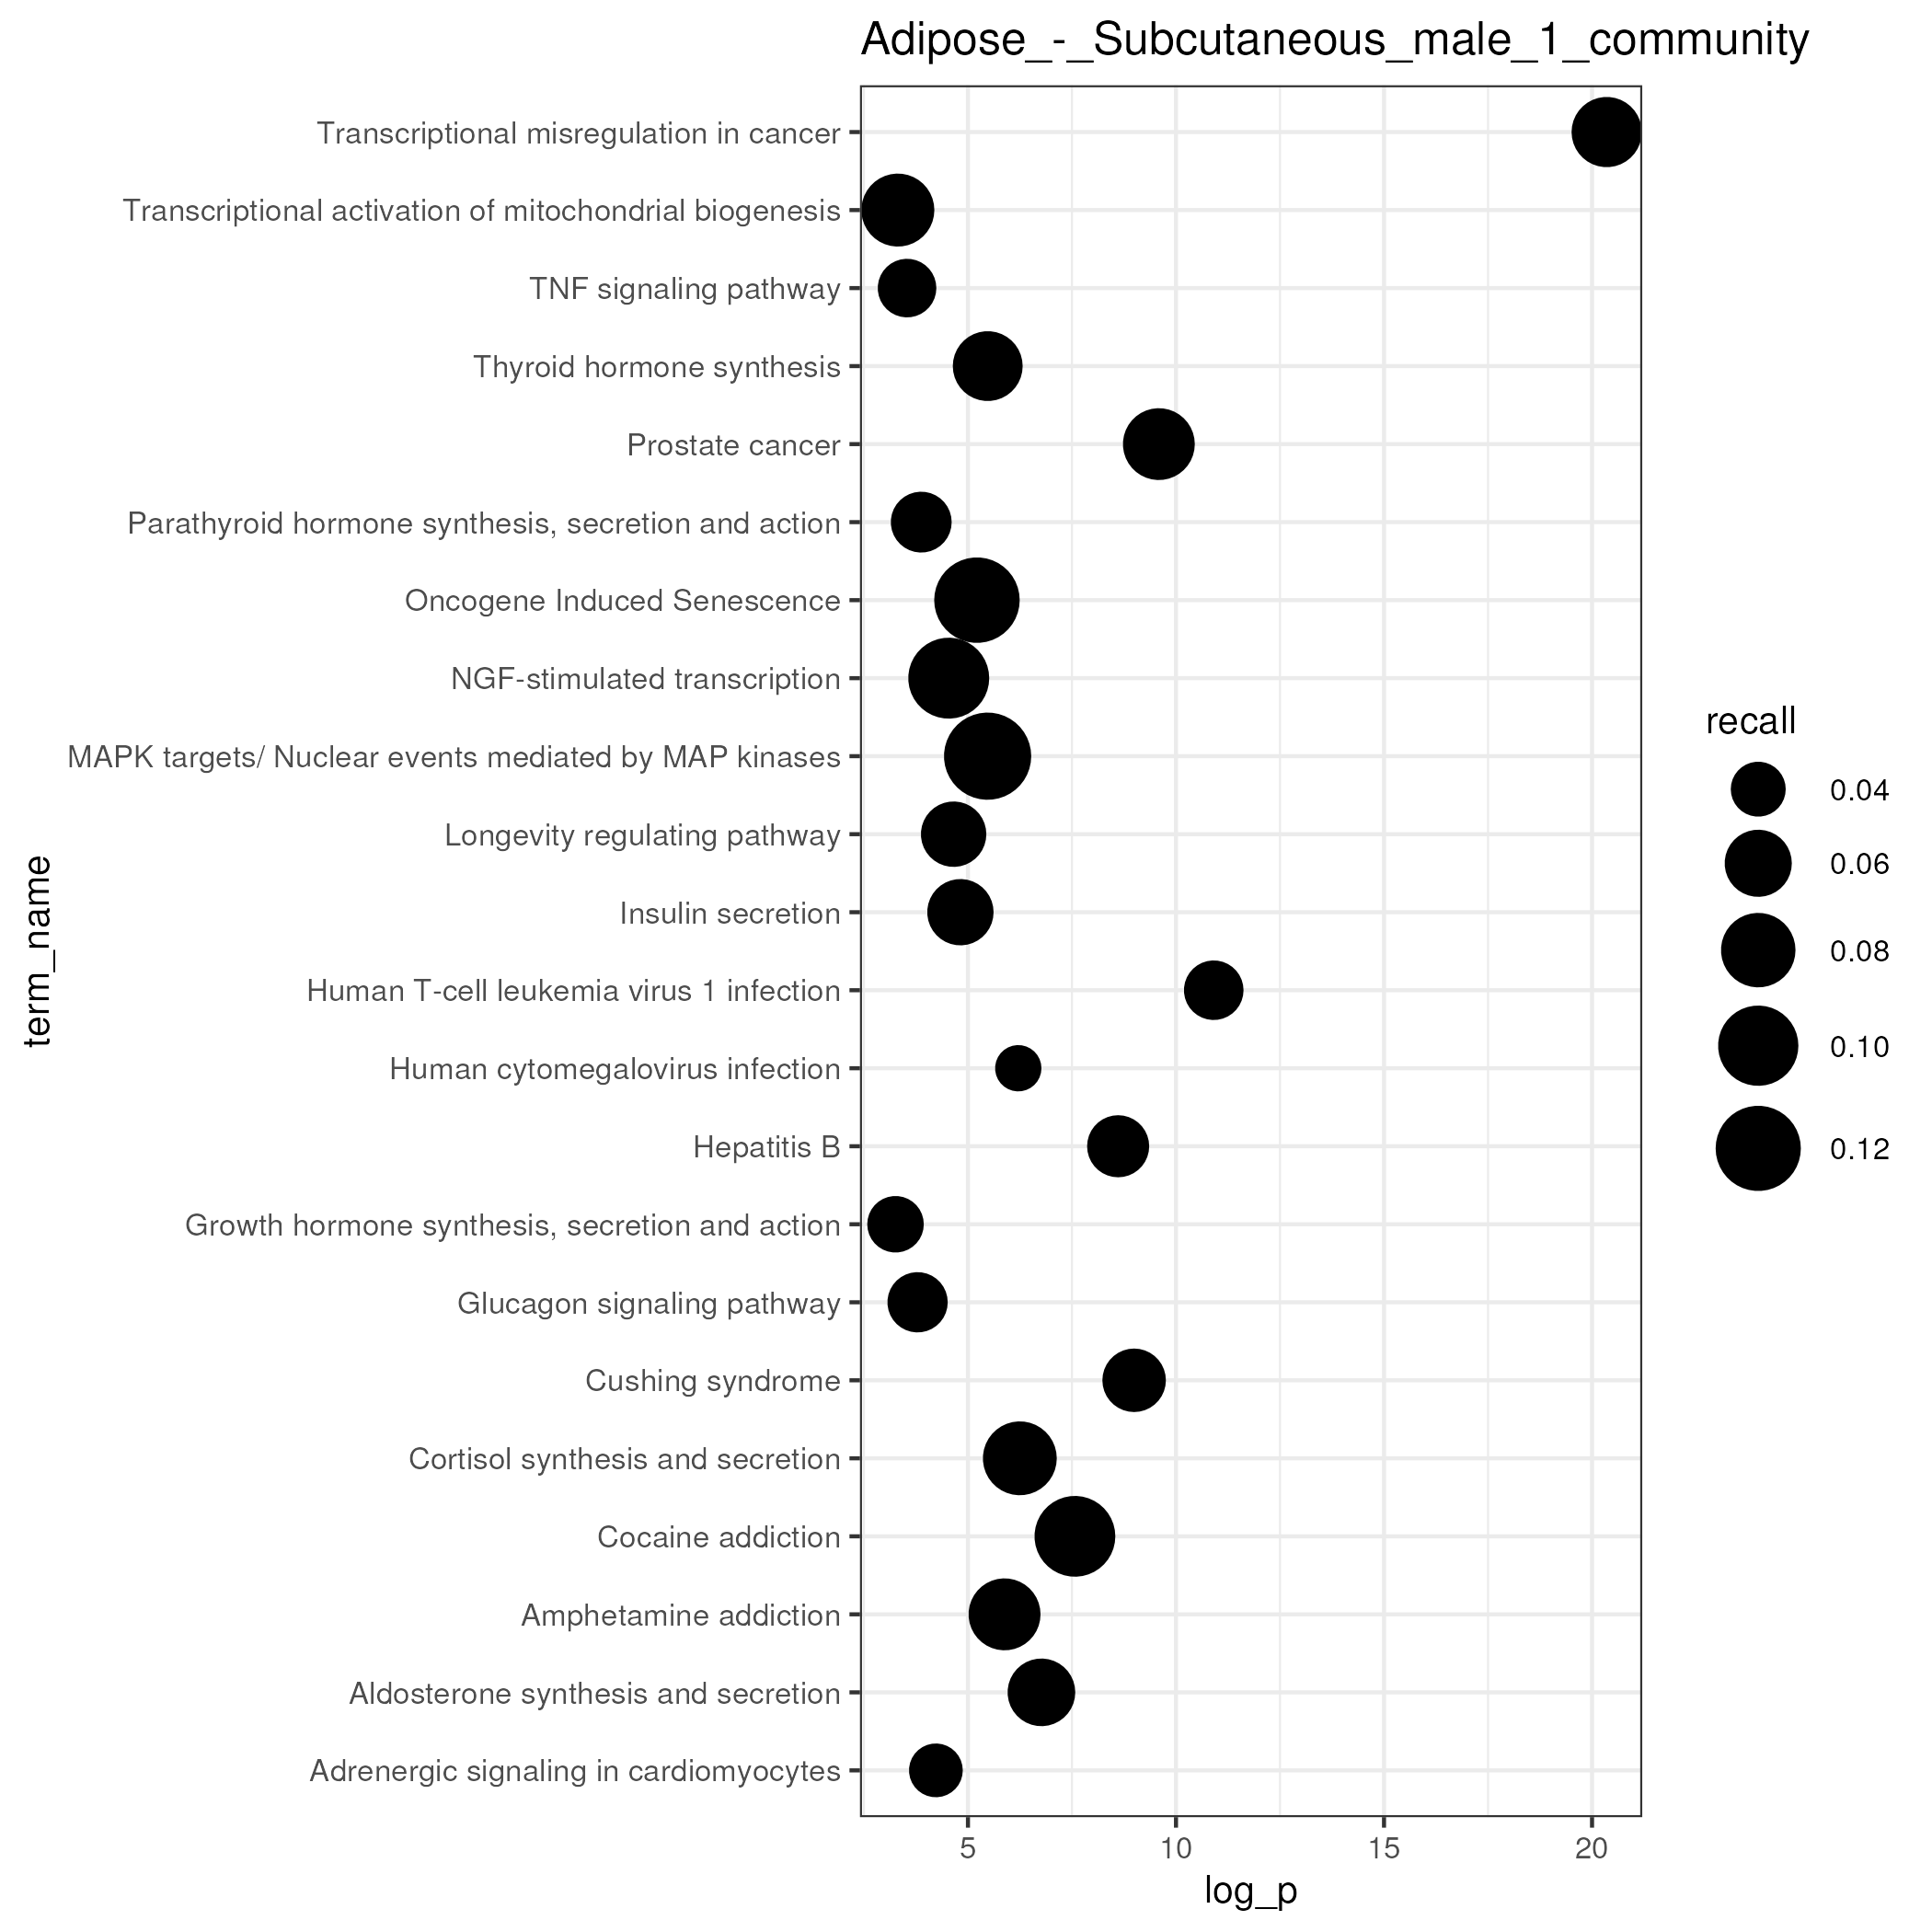 Adipose_-_Subcutaneous_male_1_community
Transcriptional misregulation in cancer
Transcriptional activation of mitochondrial biogenesis
TNF signaling pathway
Thyroid hormone synthesis
Prostate cancer
Parathyroid hormone synthesis, secretion and action
Oncogene Induced Senescence
NGF-stimulated transcription
MAPK targets/ Nuclear events mediated by MAP kinases
Longevity regulating pathway
Insulin secretion
Human T-cell leukemia virus 1 infection
Human cytomegalovirus infection
Hepatitis B
Growth hormone synthesis, secretion and action
Glucagon signaling pathway
Cushing syndrome
Cortisol synthesis and secretion
Cocaine addiction
Amphetamine addiction
Aldosterone synthesis and secretion
Adrenergic signaling in cardiomyocytes
term_name
5 10 15 20
log_p
recall
0.04
0.06
0.08
0.10
0.12